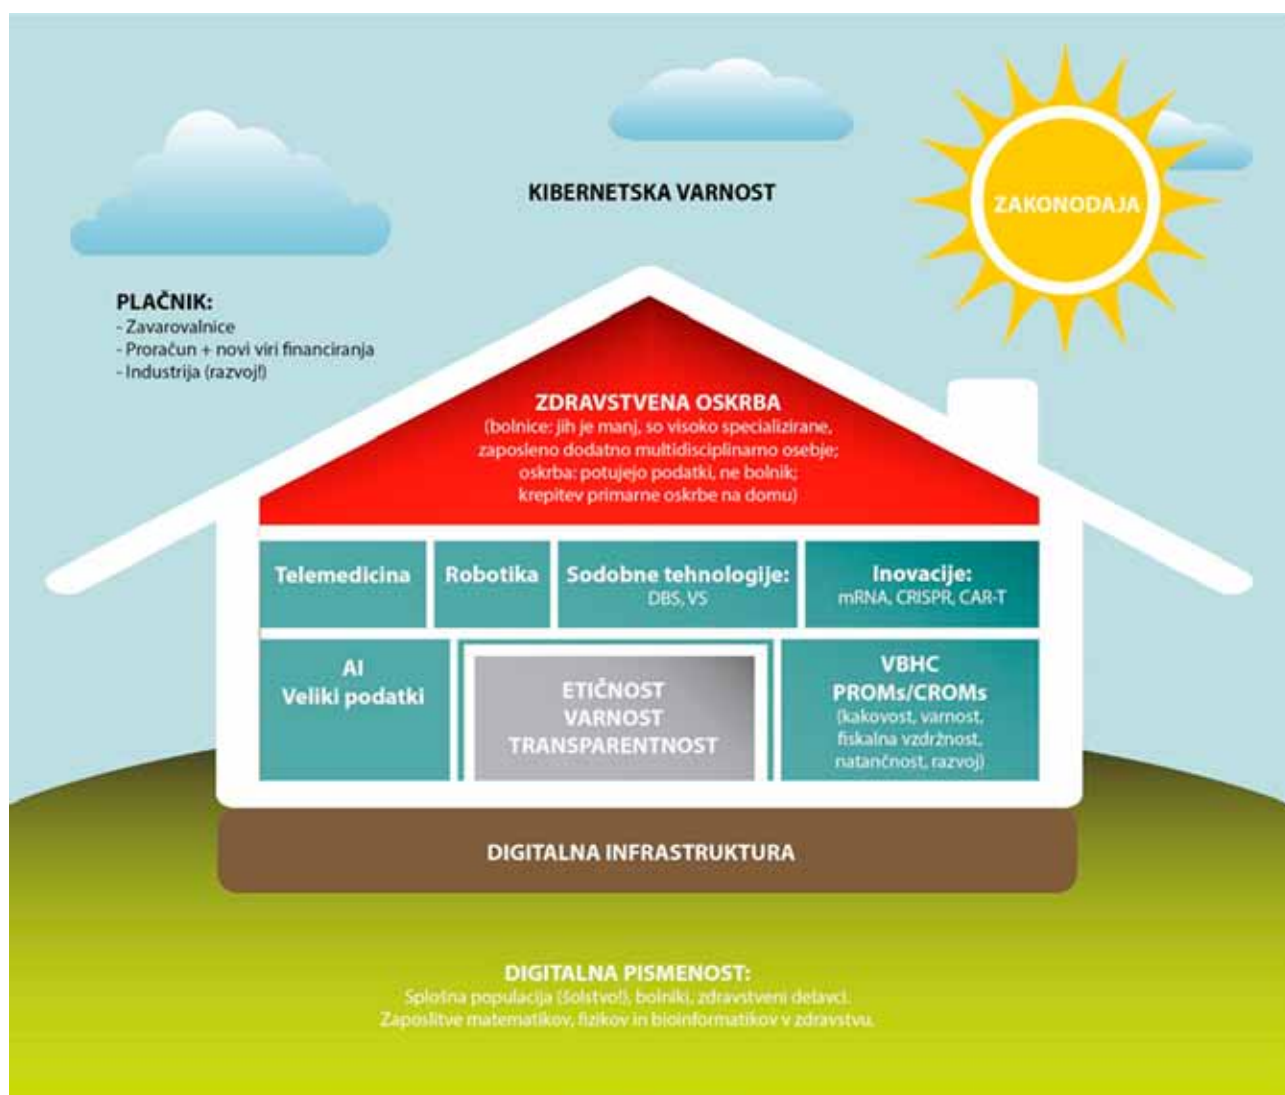 KIBERNETSKA VARNOST
ZAKONODAJA
PLAČNIK:
- Zavarovalnice
- Proračun + novi viri financiranja
- Industrija (razvoj!)
ZDRAVSTVENA OSKRBA
(bolnice: jih je manj, so visoko specializirane,
zaposleno dodatno multidisciplinarno osebje;
oskrba: potujejo podatki, ne bolnik;
krepitev primarne oskrbe na domu)
Telemedicina
Robotika
Sodobne tehnologije:
DBS, VS
Inovacije:
mRNA, CRISPR, CAR-T
AI
Veliki podatki
ETIČNOST
VARNOST
TRANSPARENTNOST
VBHC
PROMs/CROMs
(kakovost, varnost,
fiskalna vzdržnost,
natančnost, razvoj)
DIGITALNA INFRASTRUKTURA
DIGITALNA PISMENOST:
Splošna populacija (šolstvo!), bolniki, zdravstveni delavci.
Zaposlitve matematikov, fizikov in bioinformatikov v zdravstvu.